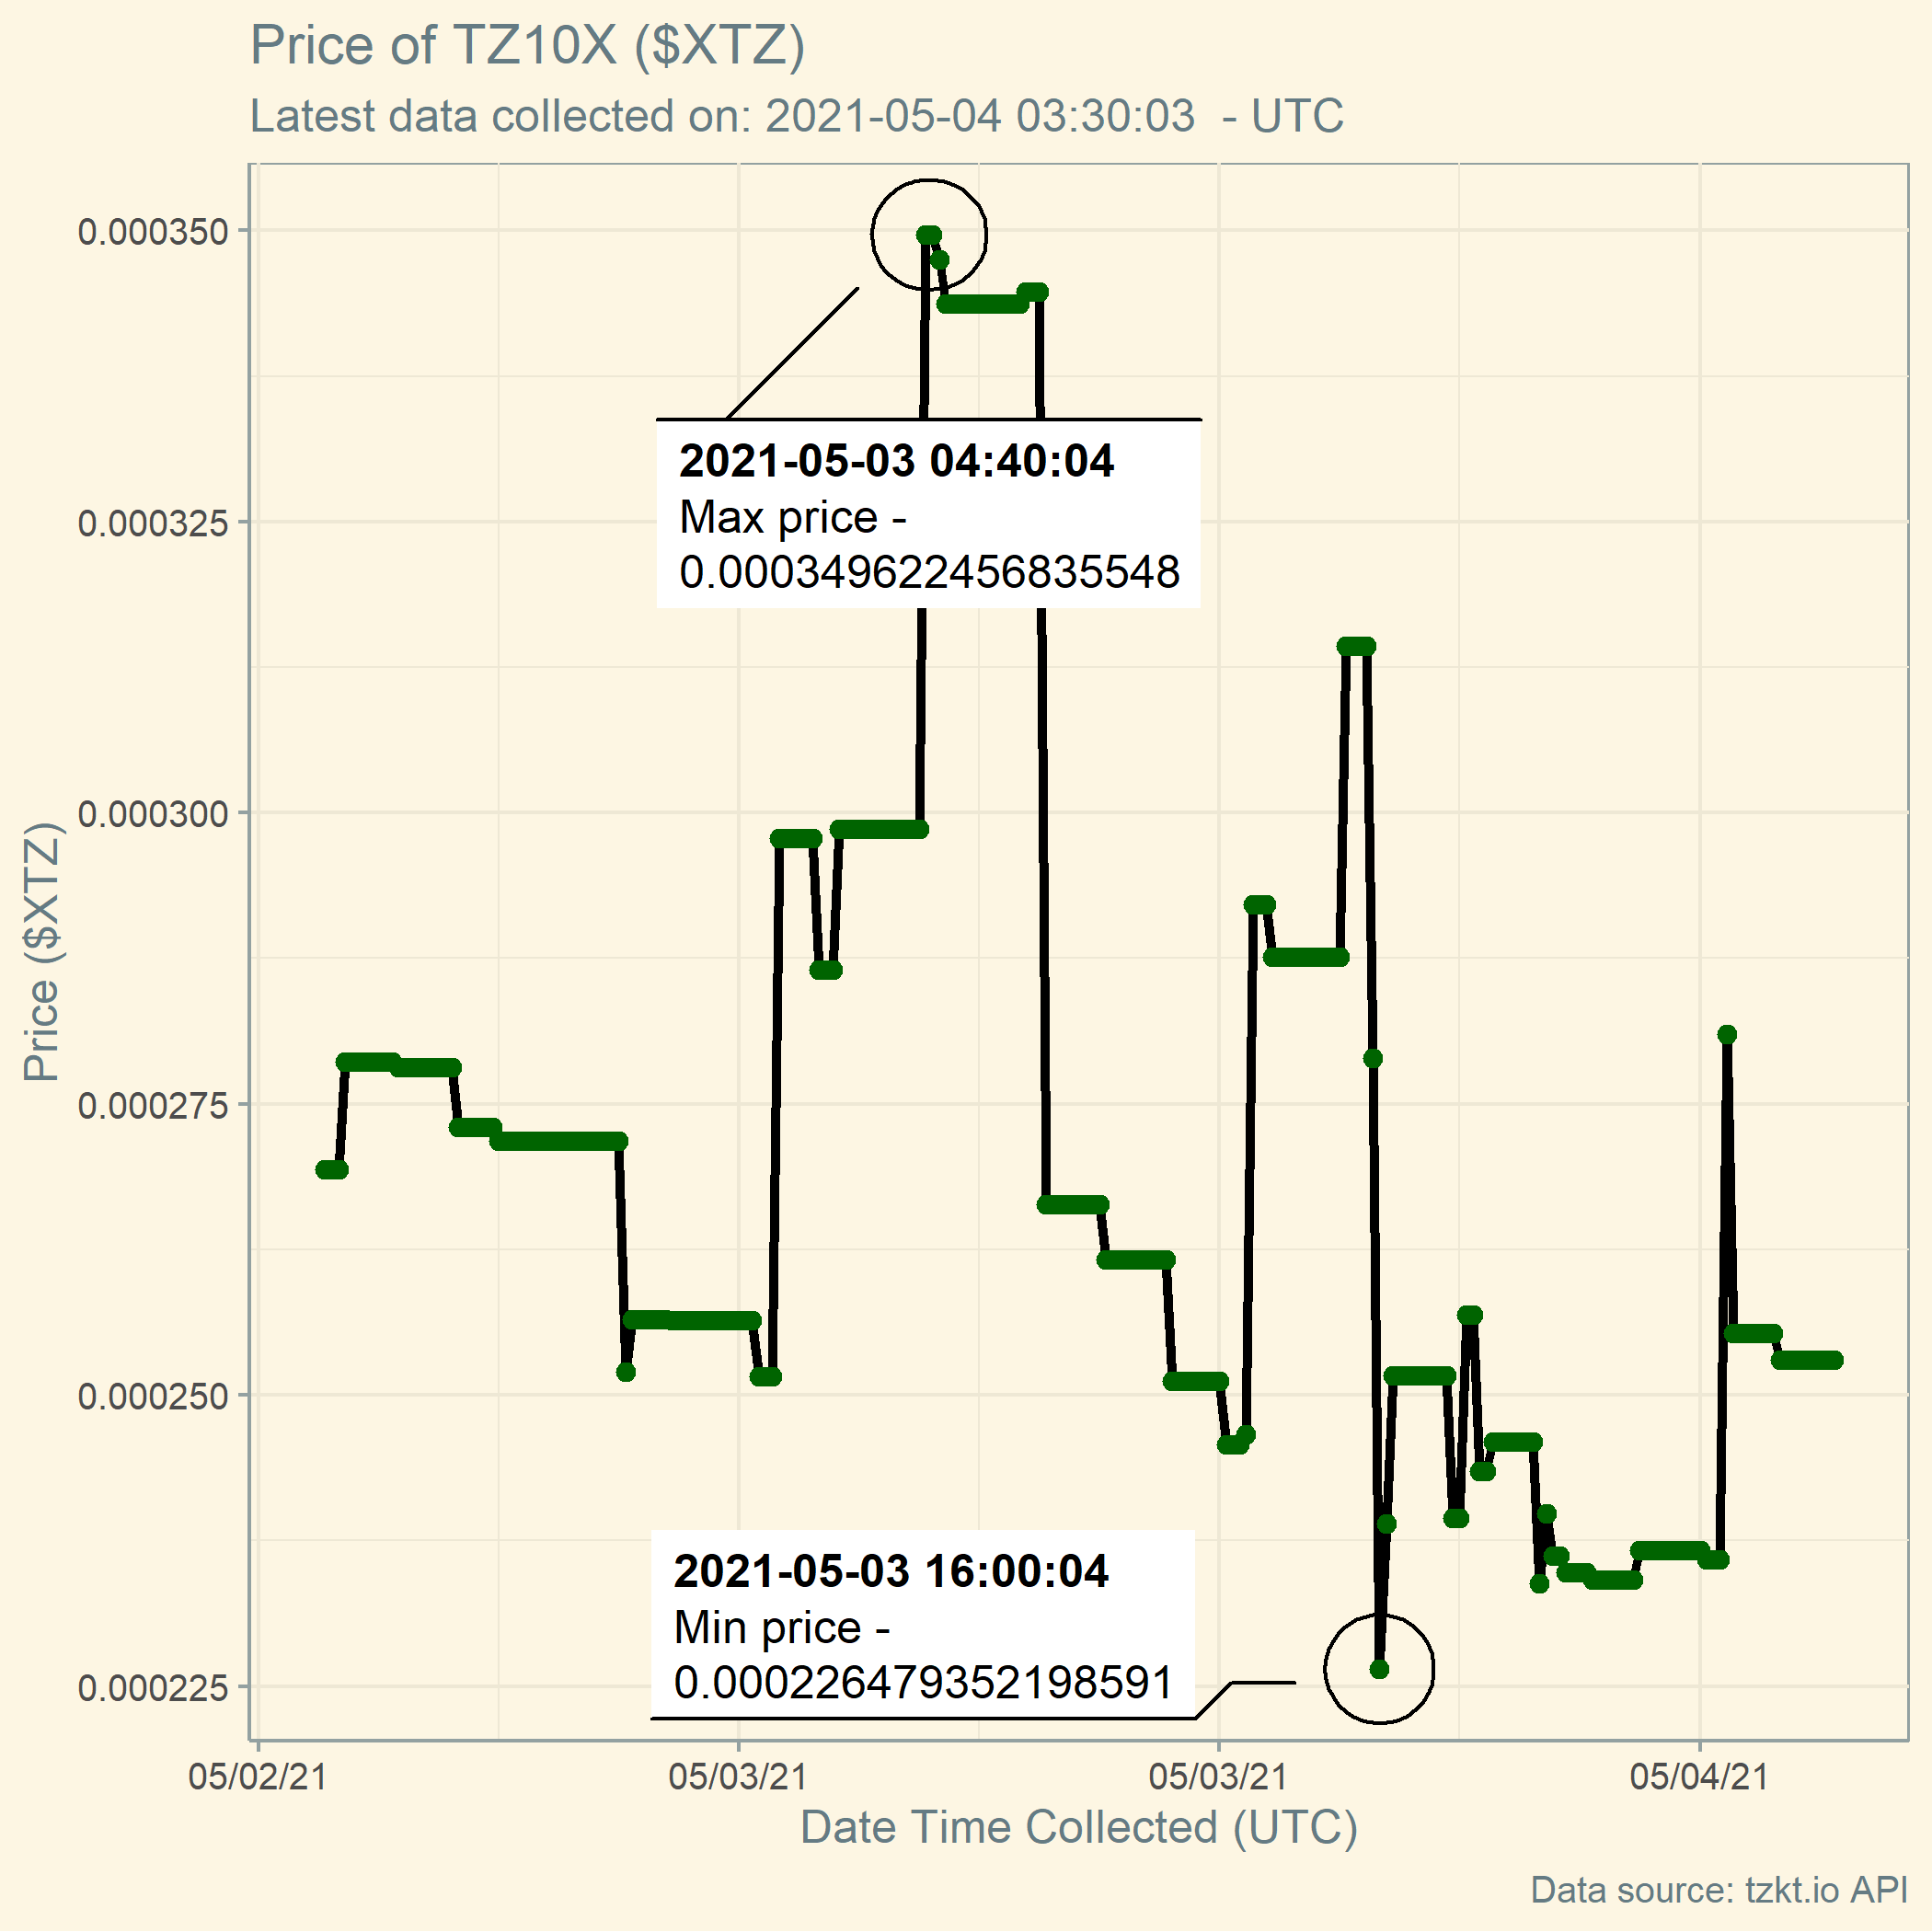 Price of TZ10X ($XTZ)
Latest data collected on: 2021-05-04 03:30:03  - UTC
0.000350
0.000325
0.000300
0.000275
0.000250
0.000225
Price ($XTZ)
2021-05-03 04:40:04
Max price -
0.000349622456835548
2021-05-03 16:00:04
Min price -
0.000226479352198591
05/02/21
05/03/21
05/03/21
05/04/21
Date Time Collected (UTC)
Data source: tzkt.io API